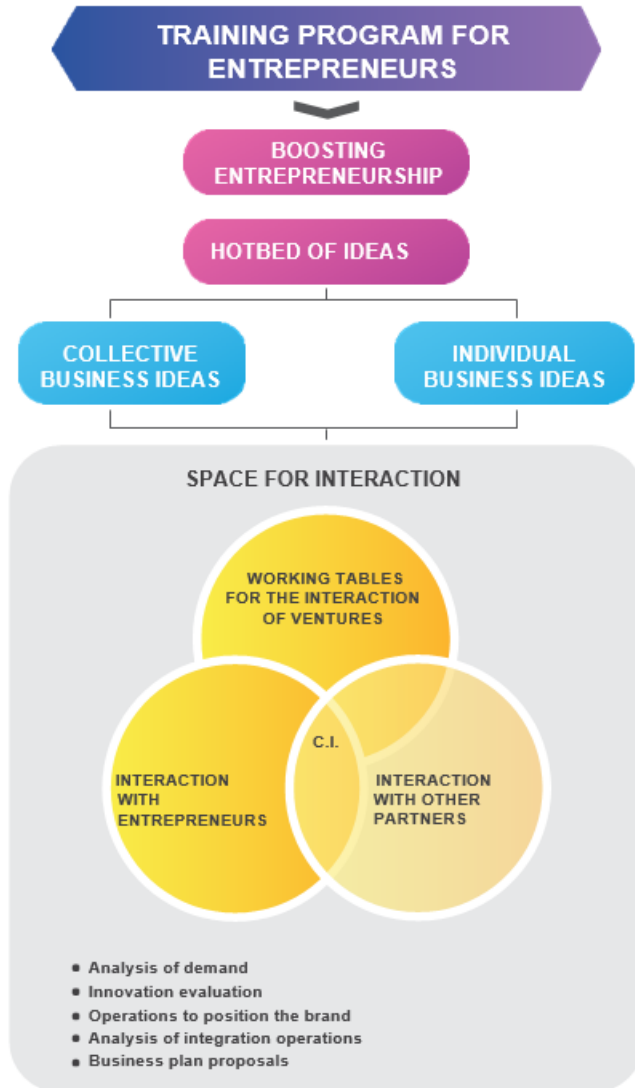 TRAINING PROGRAM FOR
ENTREPRENEURS
BOOSTING
ENTREPRENEURSHIP
HOTBED OF IDEAS
COLLECTIVE
BUSINESS IDEAS
INDIVIDUAL
BUSINESS IDEAS
SPACE FOR INTERACTION
WORKING TABLES
FOR THE INTERACTION
OF VENTURES
C.I.
INTERACTION
WITH
ENTREPRENEURS
INTERACTION
WITH OTHER
PARTNERS
• Analysis of demand
• Innovation evaluation
• Operations to position the brand
• Analysis of integration operations
• Business plan proposals